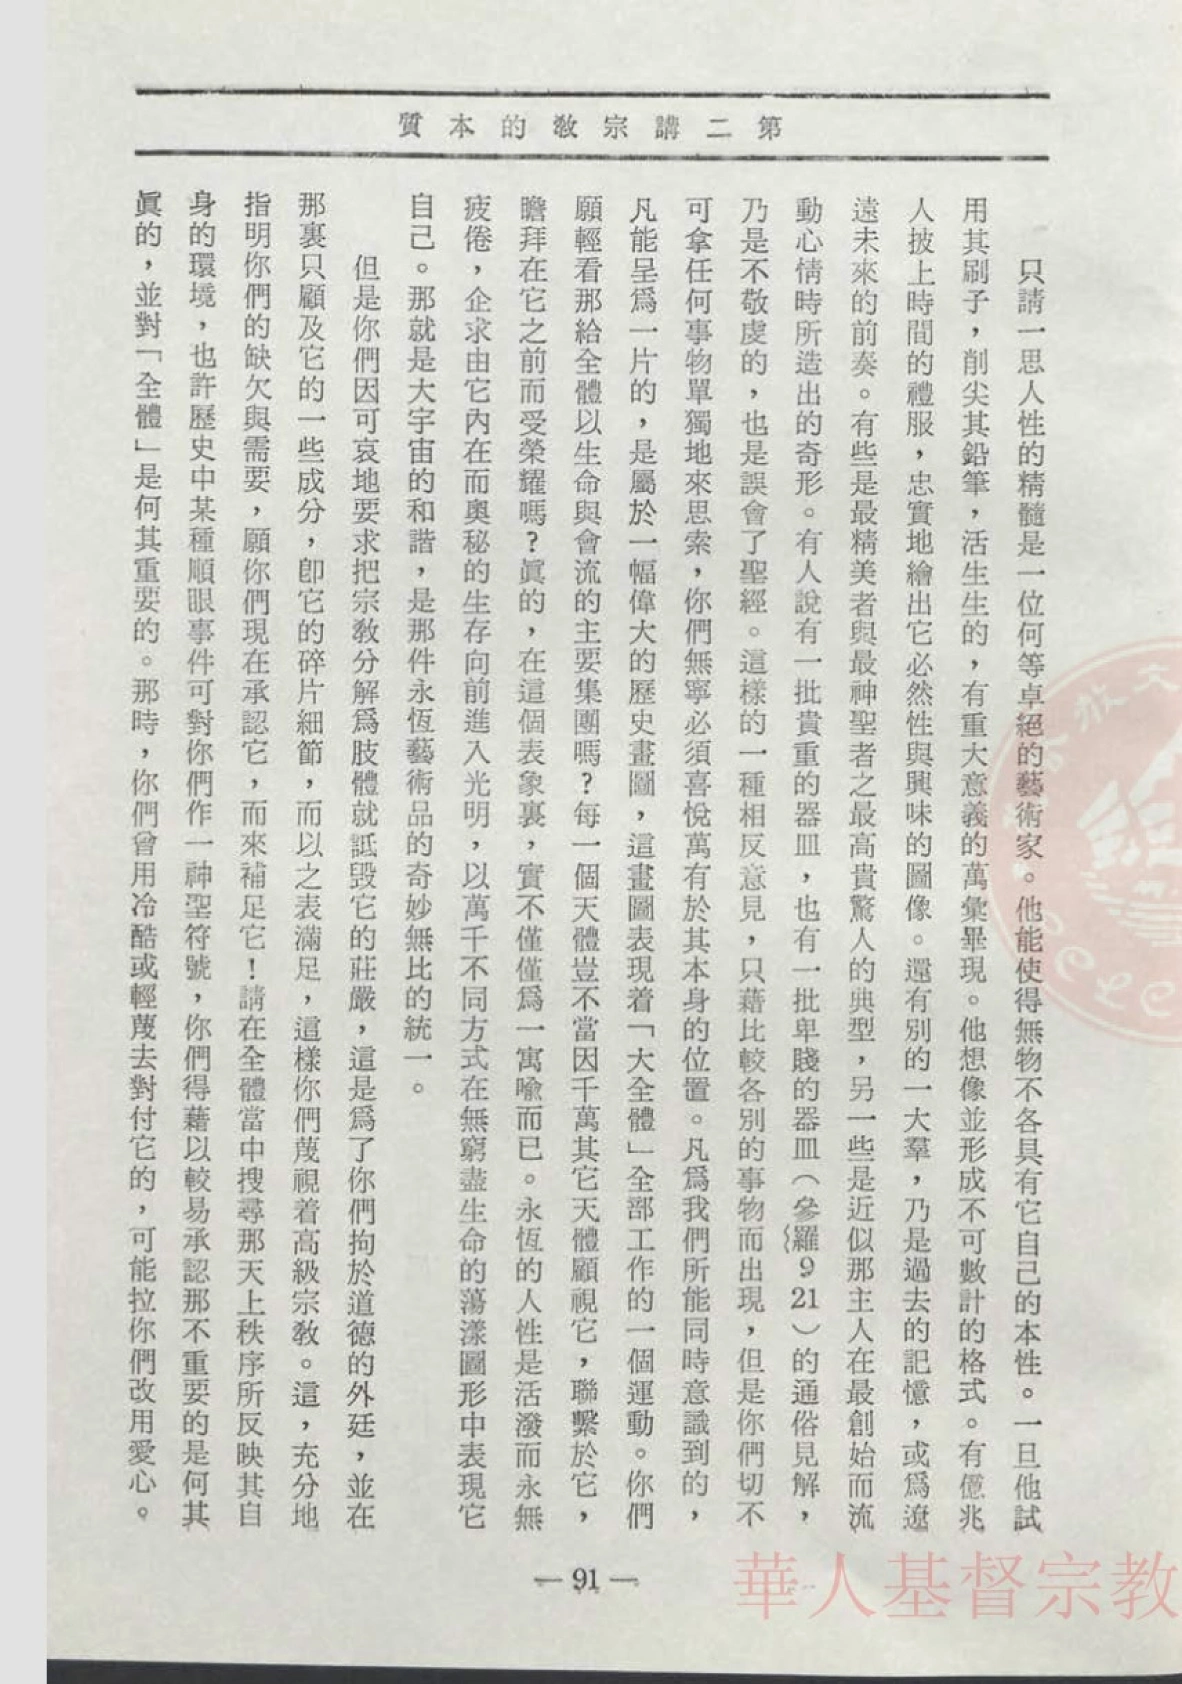 第二講宗教的本質
只請一思人性的精髓是一位何等卓絕的藝術家。他能使得無物不各具有它自己的本性。一旦他試
用其刷子，削尖其鉛筆，活生生的，有重大意義的萬彙畢現。他想像並形成不可數計的格式。有億兆
人披上時間的禮服，忠實地繪出它必然性與興味的圖像。還有別的一大羣，乃是過去的記憶，或爲遼
遠未來的前奏。有些是最精美者與最神聖者之最高貴驚人的典型，另一些是近似那主人在最創始而流
動心情時所造出的奇形。有人說有一批貴重的器皿，也有一批卑賤的器皿（參羅9 21）的通俗見解，
乃是不敬虔的，也是誤會了聖經。這樣的一種相反意見，只藉比較各別的事物而出現，但是你們切不
可拿任何事物單獨地來思索，你們無寧必須喜悅萬有於其本身的位置。凡爲我們所能同時意識到的，
凡能呈爲一片的，是屬於一幅偉大的歷史畫圖，這畫圖表現着「大全體」全部工作的一個運動。你們
願輕看那給全體以生命與會流的主要集團嗎？每一個天體豈不當因千萬其它天體顧視它，聯繫於它，
瞻拜在它之前而受榮耀嗎？眞的，在這個表象裏，實不僅僅爲一寓喻而已。永恆的人性是活潑而永無
疲倦，企求由它內在而奧秘的生存向前進入光明，以萬千不同方式在無窮盡生命的蕩漾圖形中表現它
自己。那就是大宇宙的和諧，是那件永恆藝術品的奇妙無比的統一。
但是你們因可哀地要求把宗教分解爲肢體就詆毀它的莊嚴，這是爲了你們拘於道德的外廷，並在
那裏只顧及它的一些成分，卽它的碎片細節，而以之表滿足，這樣你們蔑視着高級宗教。這，充分地
指明你們的缺欠與需要，願你們現在承認它，而來補足它！請在全體當中搜尋那天上秩序所反映其自
身的環境，也許歷史中某種順眼事件可對你們作一神聖符號，你們得藉以較易承認那不重要的是何其
眞的，並對「全體」是何其重要的。那時，你們曾用冷酷或輕蔑去對付它的，可能拉你們改用愛心。
— 91 —
華人基督宗教